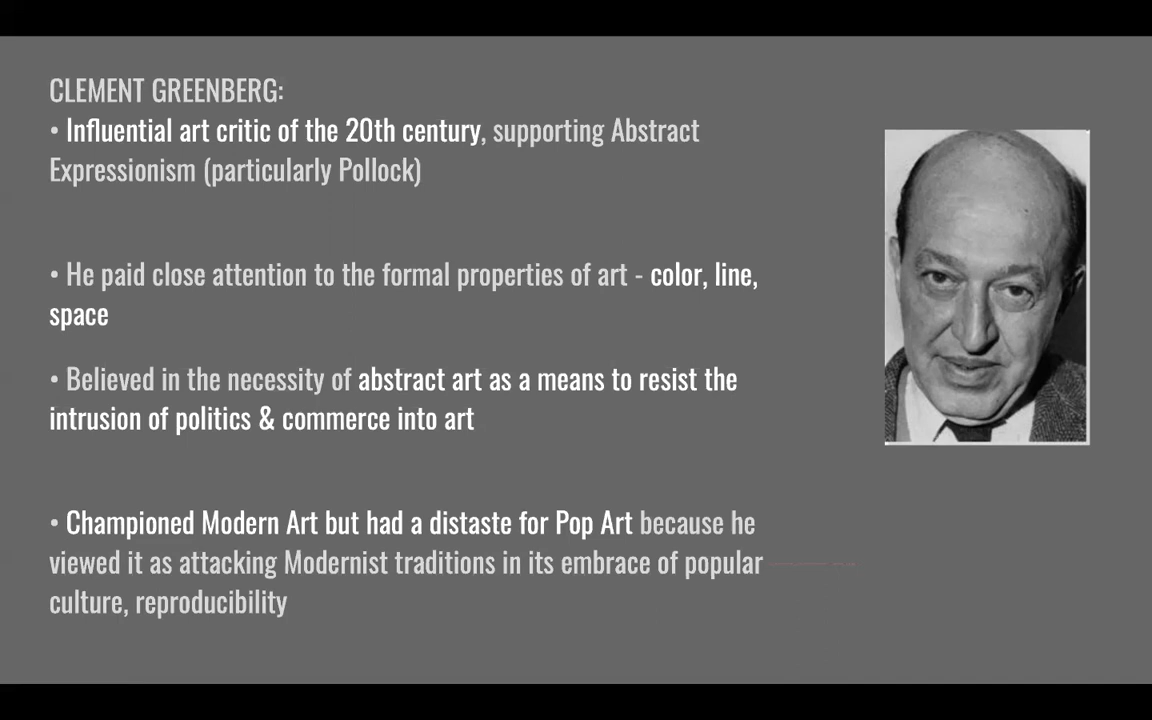 CLEMENT GREENBERG:
• Influential art critic of the 20th century, supporting Abstract
Expressionism (particularly Pollock)
• He paid close attention to the formal properties of art - color, line,
space
• Believed in the necessity of abstract art as a means to resist the
intrusion of politics & commerce into art
• Championed Modern Art but had a distaste for Pop Art because he
viewed it as attacking Modernist traditions in its embrace of popular
culture, reproducibility